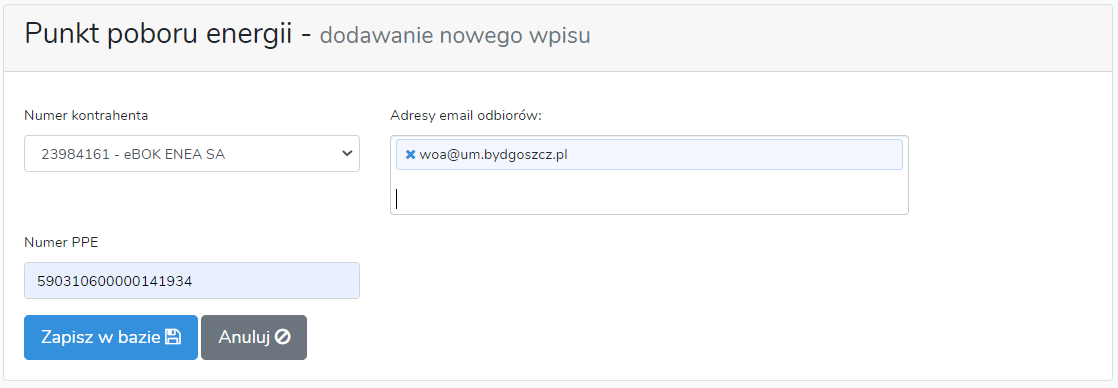 Punkt poboru energii - dodawanie nowego wpisu
Numer kontrahenta
23984161 - eBOK ENEA SA
Adresy email odbiorów:
woa@um.bydgoszcz.pl
Numer PPE
590310600000141934
Zapisz w bazie
Anuluj